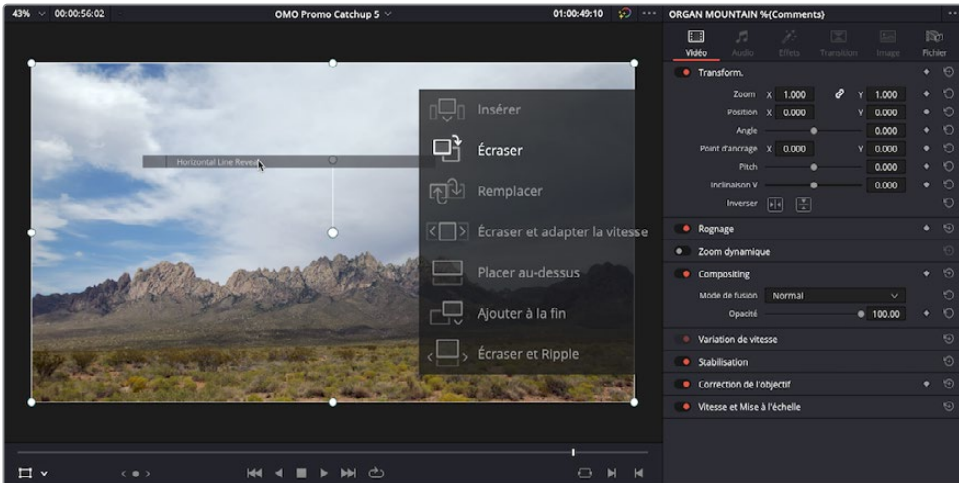 43% 00:00:56:02 OMO Promo Catchup 5 01:00:49:10 ORGAN MOUNTAIN %{Comments}
Vidéo Audio Effets Transition Image Fichier
Transform.
Zoom X 1.000 Y 1.000
Position X 0.000 Y 0.000
Angle 0.000
Point d'ancrage X 0.000 Y 0.000
Pitch 0.000
Inclinaison V 0.000
Inverser
Rognage
Zoom dynamique
Compositing
Mode de fusion Normal
Opacité 100.00
Variation de vitesse
Stabilisation
Correction de l'objectif
Vitesse et Mise à l'échelle
Insérer
Écraser
Horizontal Line Reveal
Remplacer
Écraser et adapter la vitesse
Placer au-dessus
Ajouter à la fin
Écraser et Ripple